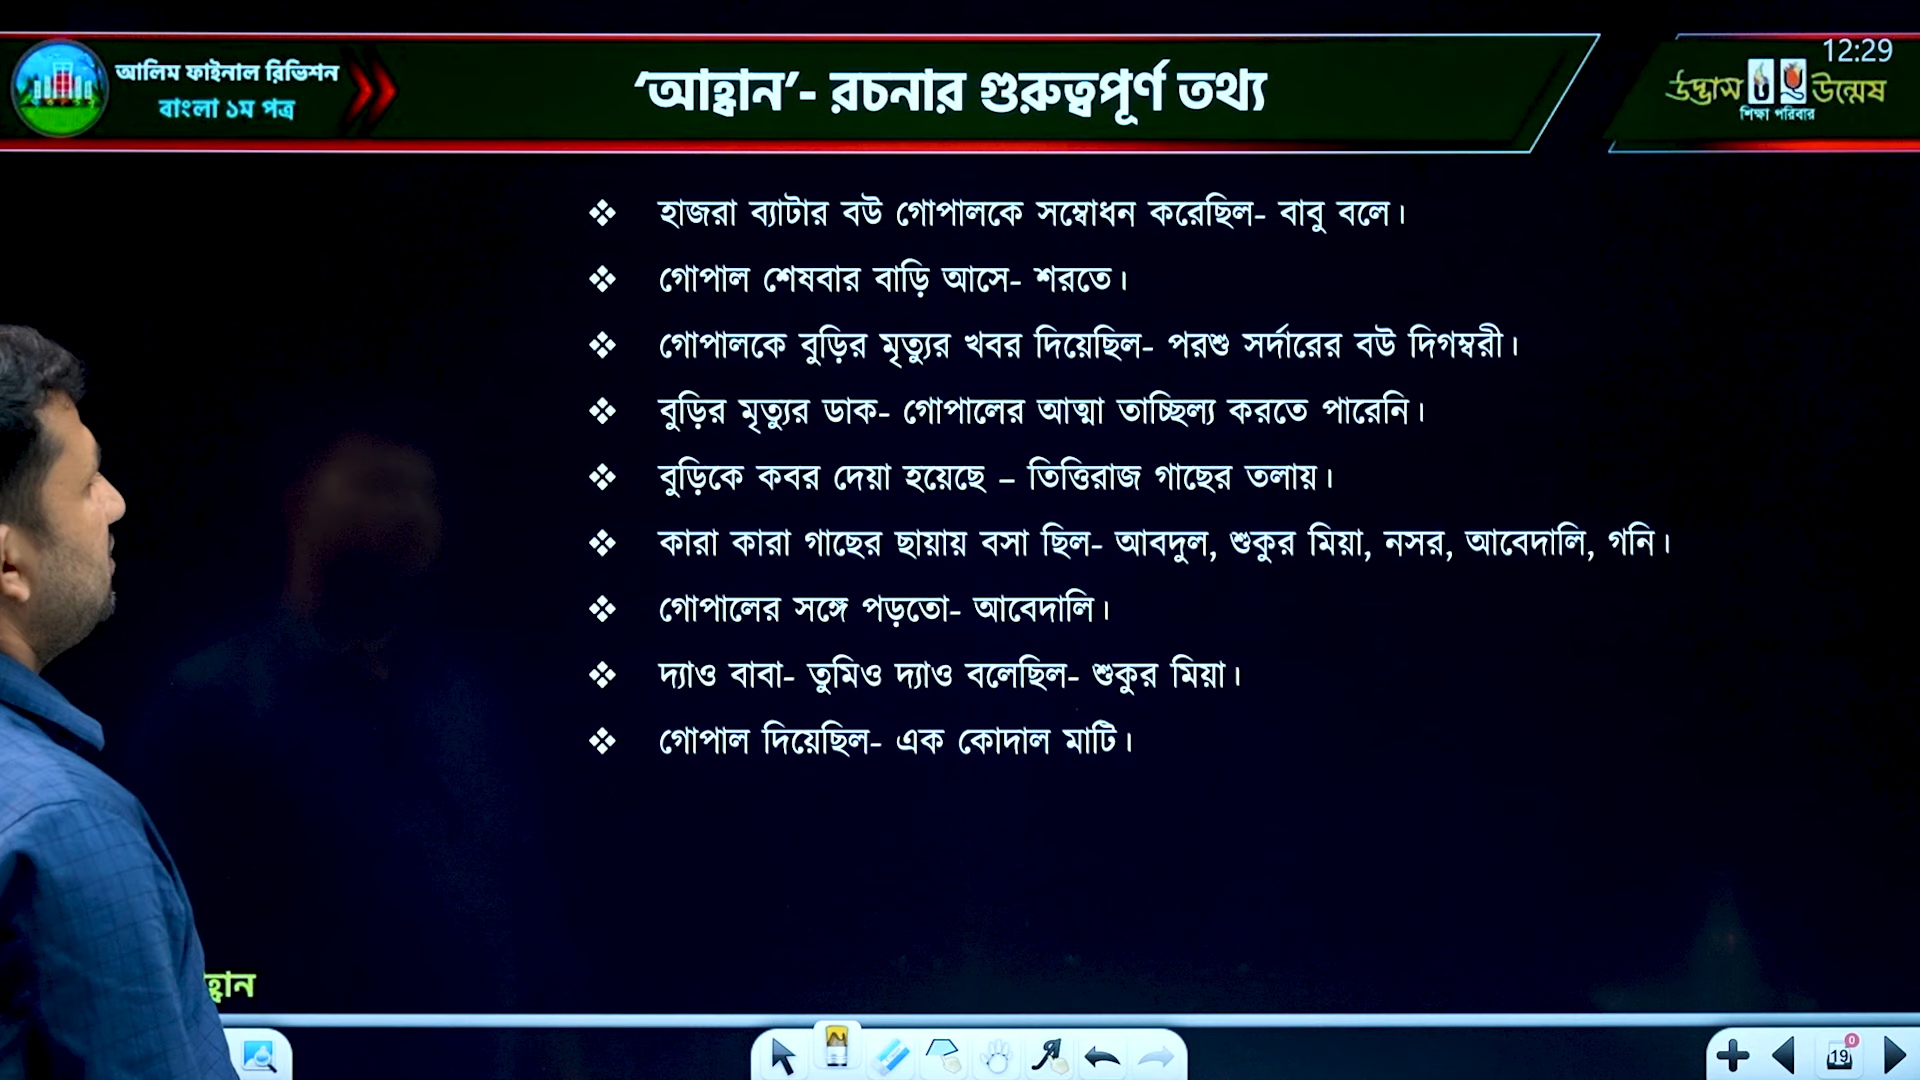 12:29
আলিম ফাইনাল রিভিশন
বাংলা ১ম পত্র
‘আহ্বান’- রচনার গুরুত্বপূর্ণ তথ্য
উদ্ভাস উন্মেষ
শিক্ষা পরিবার
❖ হাজরা ব্যাটার বউ গোপালকে সম্বোধন করেছিল- বাবু বলে।
❖ গোপাল শেষবার বাড়ি আসে- শরতে।
❖ গোপালকে বুড়ির মৃত্যুর খবর দিয়েছিল- পরশু সর্দারের বউ দিগম্বরী।
❖ বুড়ির মৃত্যুর ডাক- গোপালের আত্মা তাচ্ছিল্য করতে পারেনি।
❖ বুড়িকে কবর দেয়া হয়েছে – তিত্তিরাজ গাছের তলায়।
❖ কারা কারা গাছের ছায়ায় বসা ছিল- আবদুল, শুকুর মিয়া, নসর, আবেদালি, গনি।
❖ গোপালের সঙ্গে পড়তো- আবেদালি।
❖ দ্যাও বাবা- তুমিও দ্যাও বলেছিল- শুকুর মিয়া।
❖ গোপাল দিয়েছিল- এক কোদাল মাটি।
হ্বান
19
0